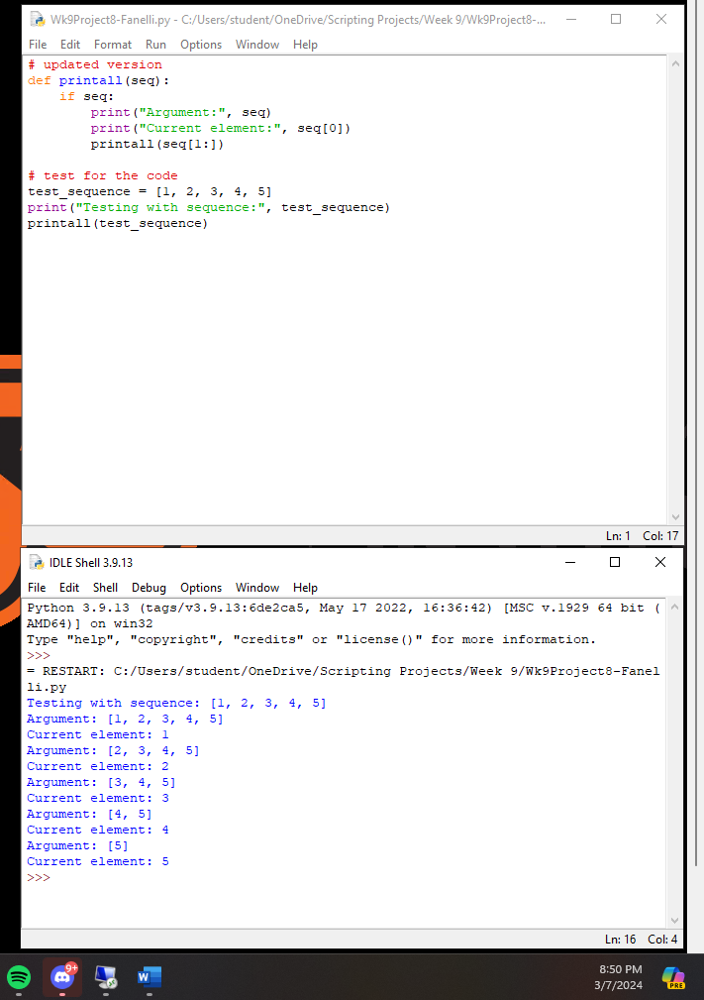 Wk9Project8-Fanelli.py - C:/Users/student/OneDrive/Scripting Projects/Week 9/Wk9Project8-...
File Edit Format Run Options Window Help
# updated version
def printall(seq):
    if seq:
        print("Argument:", seq)
        print("Current element:", seq[0])
        printall(seq[1:])
# test for the code
test_sequence = [1, 2, 3, 4, 5]
print("Testing with sequence:", test_sequence)
printall(test_sequence)
Ln: 1 Col: 17
IDLE Shell 3.9.13
File Edit Shell Debug Options Window Help
Python 3.9.13 (tags/v3.9.13:6de2ca5, May 17 2022, 16:36:42) [MSC v.1929 64 bit (
AMD64)] on win32
Type "help", "copyright", "credits" or "license()" for more information.
>>>
= RESTART: C:/Users/student/OneDrive/Scripting Projects/Week 9/Wk9Project8-Fanel
li.py
Testing with sequence: [1, 2, 3, 4, 5]
Argument: [1, 2, 3, 4, 5]
Current element: 1
Argument: [2, 3, 4, 5]
Current element: 2
Argument: [3, 4, 5]
Current element: 3
Argument: [4, 5]
Current element: 4
Argument: [5]
Current element: 5
>>>
Ln: 16 Col: 4
9+
W
8:50 PM
3/7/2024
PRE